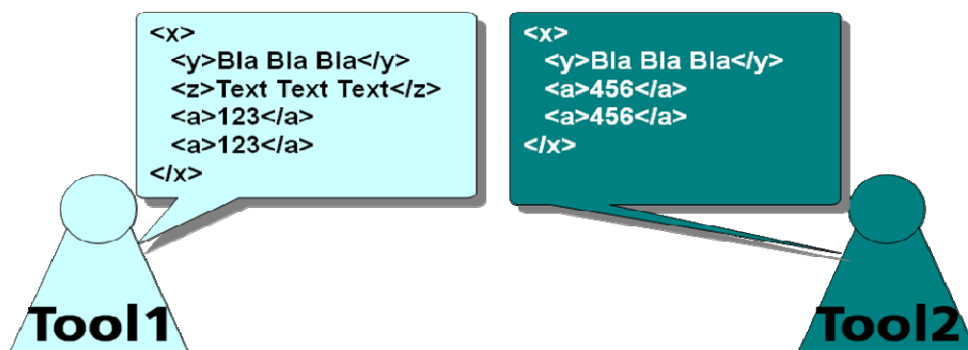 <x>
<y>Bla Bla Bla</y>
<z>Text Text Text</z>
<a>123</a>
<a>123</a>
</x>
<x>
<y>Bla Bla Bla</y>
<a>456</a>
<a>456</a>
</x>
Tool1
Tool2